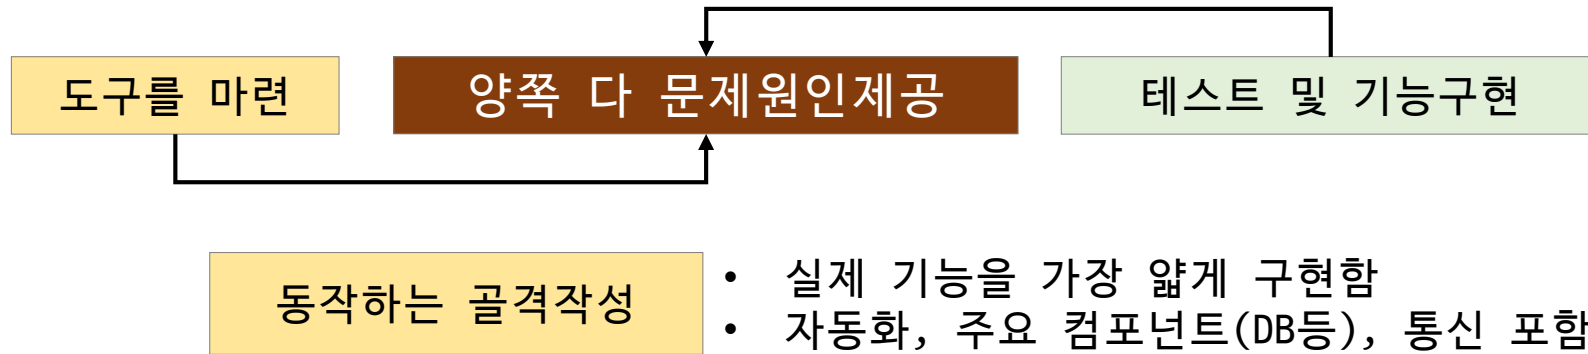 도구를 마련
양쪽 다 문제원인제공
테스트 및 기능구현
동작하는 골격작성
• 실제 기능을 가장 얇게 구현함
• 자동화, 주요 컴포넌트(DB등), 통신 포함